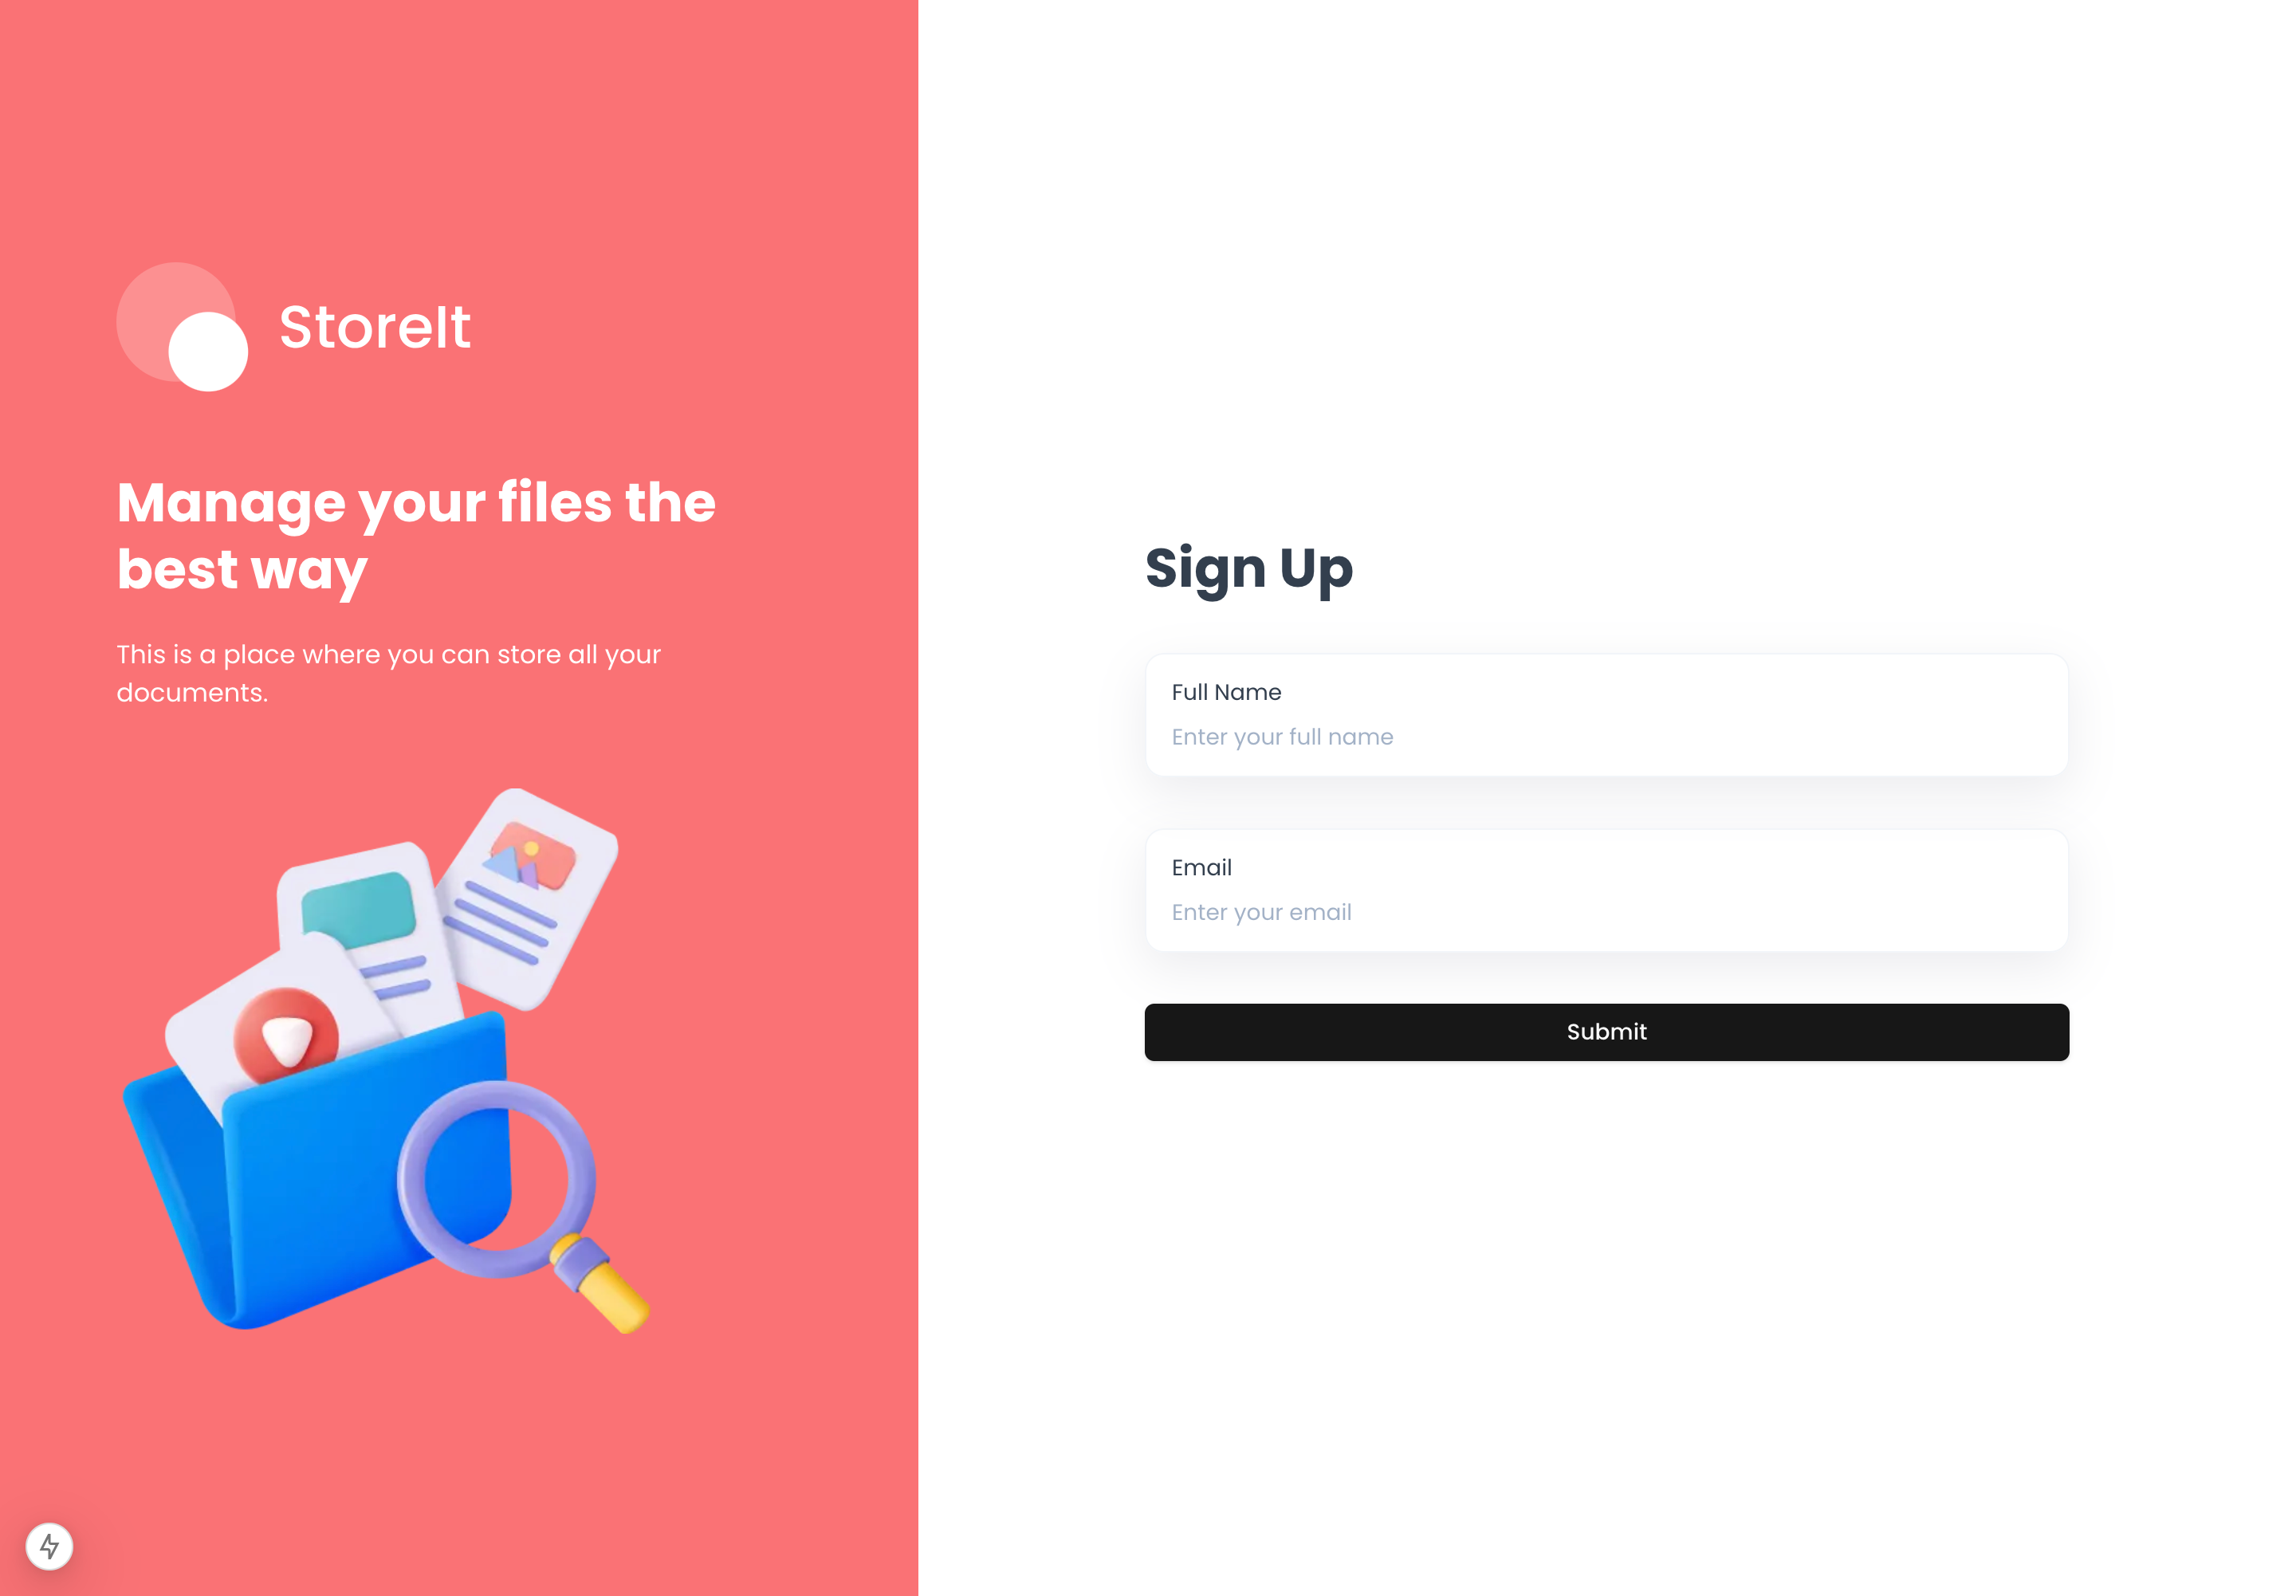 StoreIt
Manage your files the
best way
This is a place where you can store all your
documents.
Sign Up
Full Name
Enter your full name
Email
Enter your email
Submit